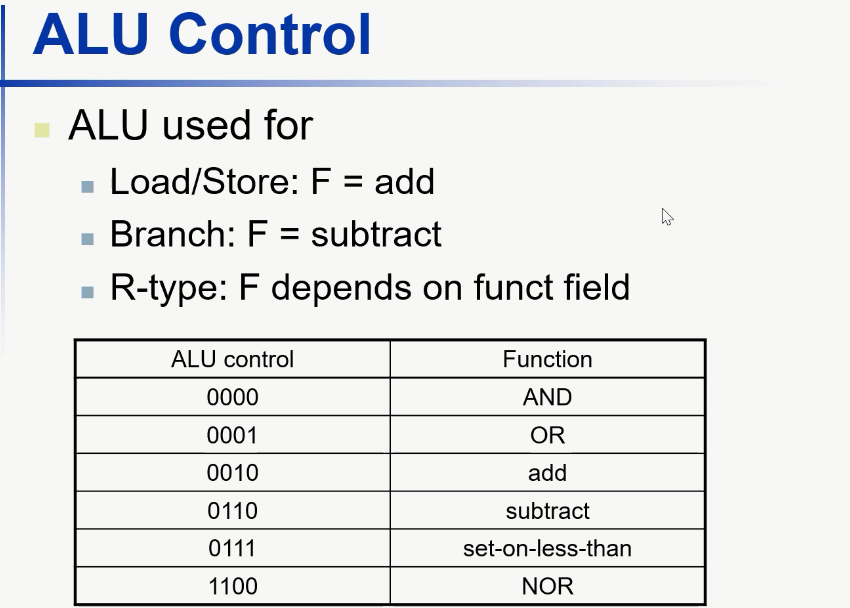 ALU Control
ALU used for
Load/Store: F = add
Branch: F = subtract
R-type: F depends on funct field
ALU control Function
0000 AND
0001 OR
0010 add
0110 subtract
0111 set-on-less-than
1100 NOR